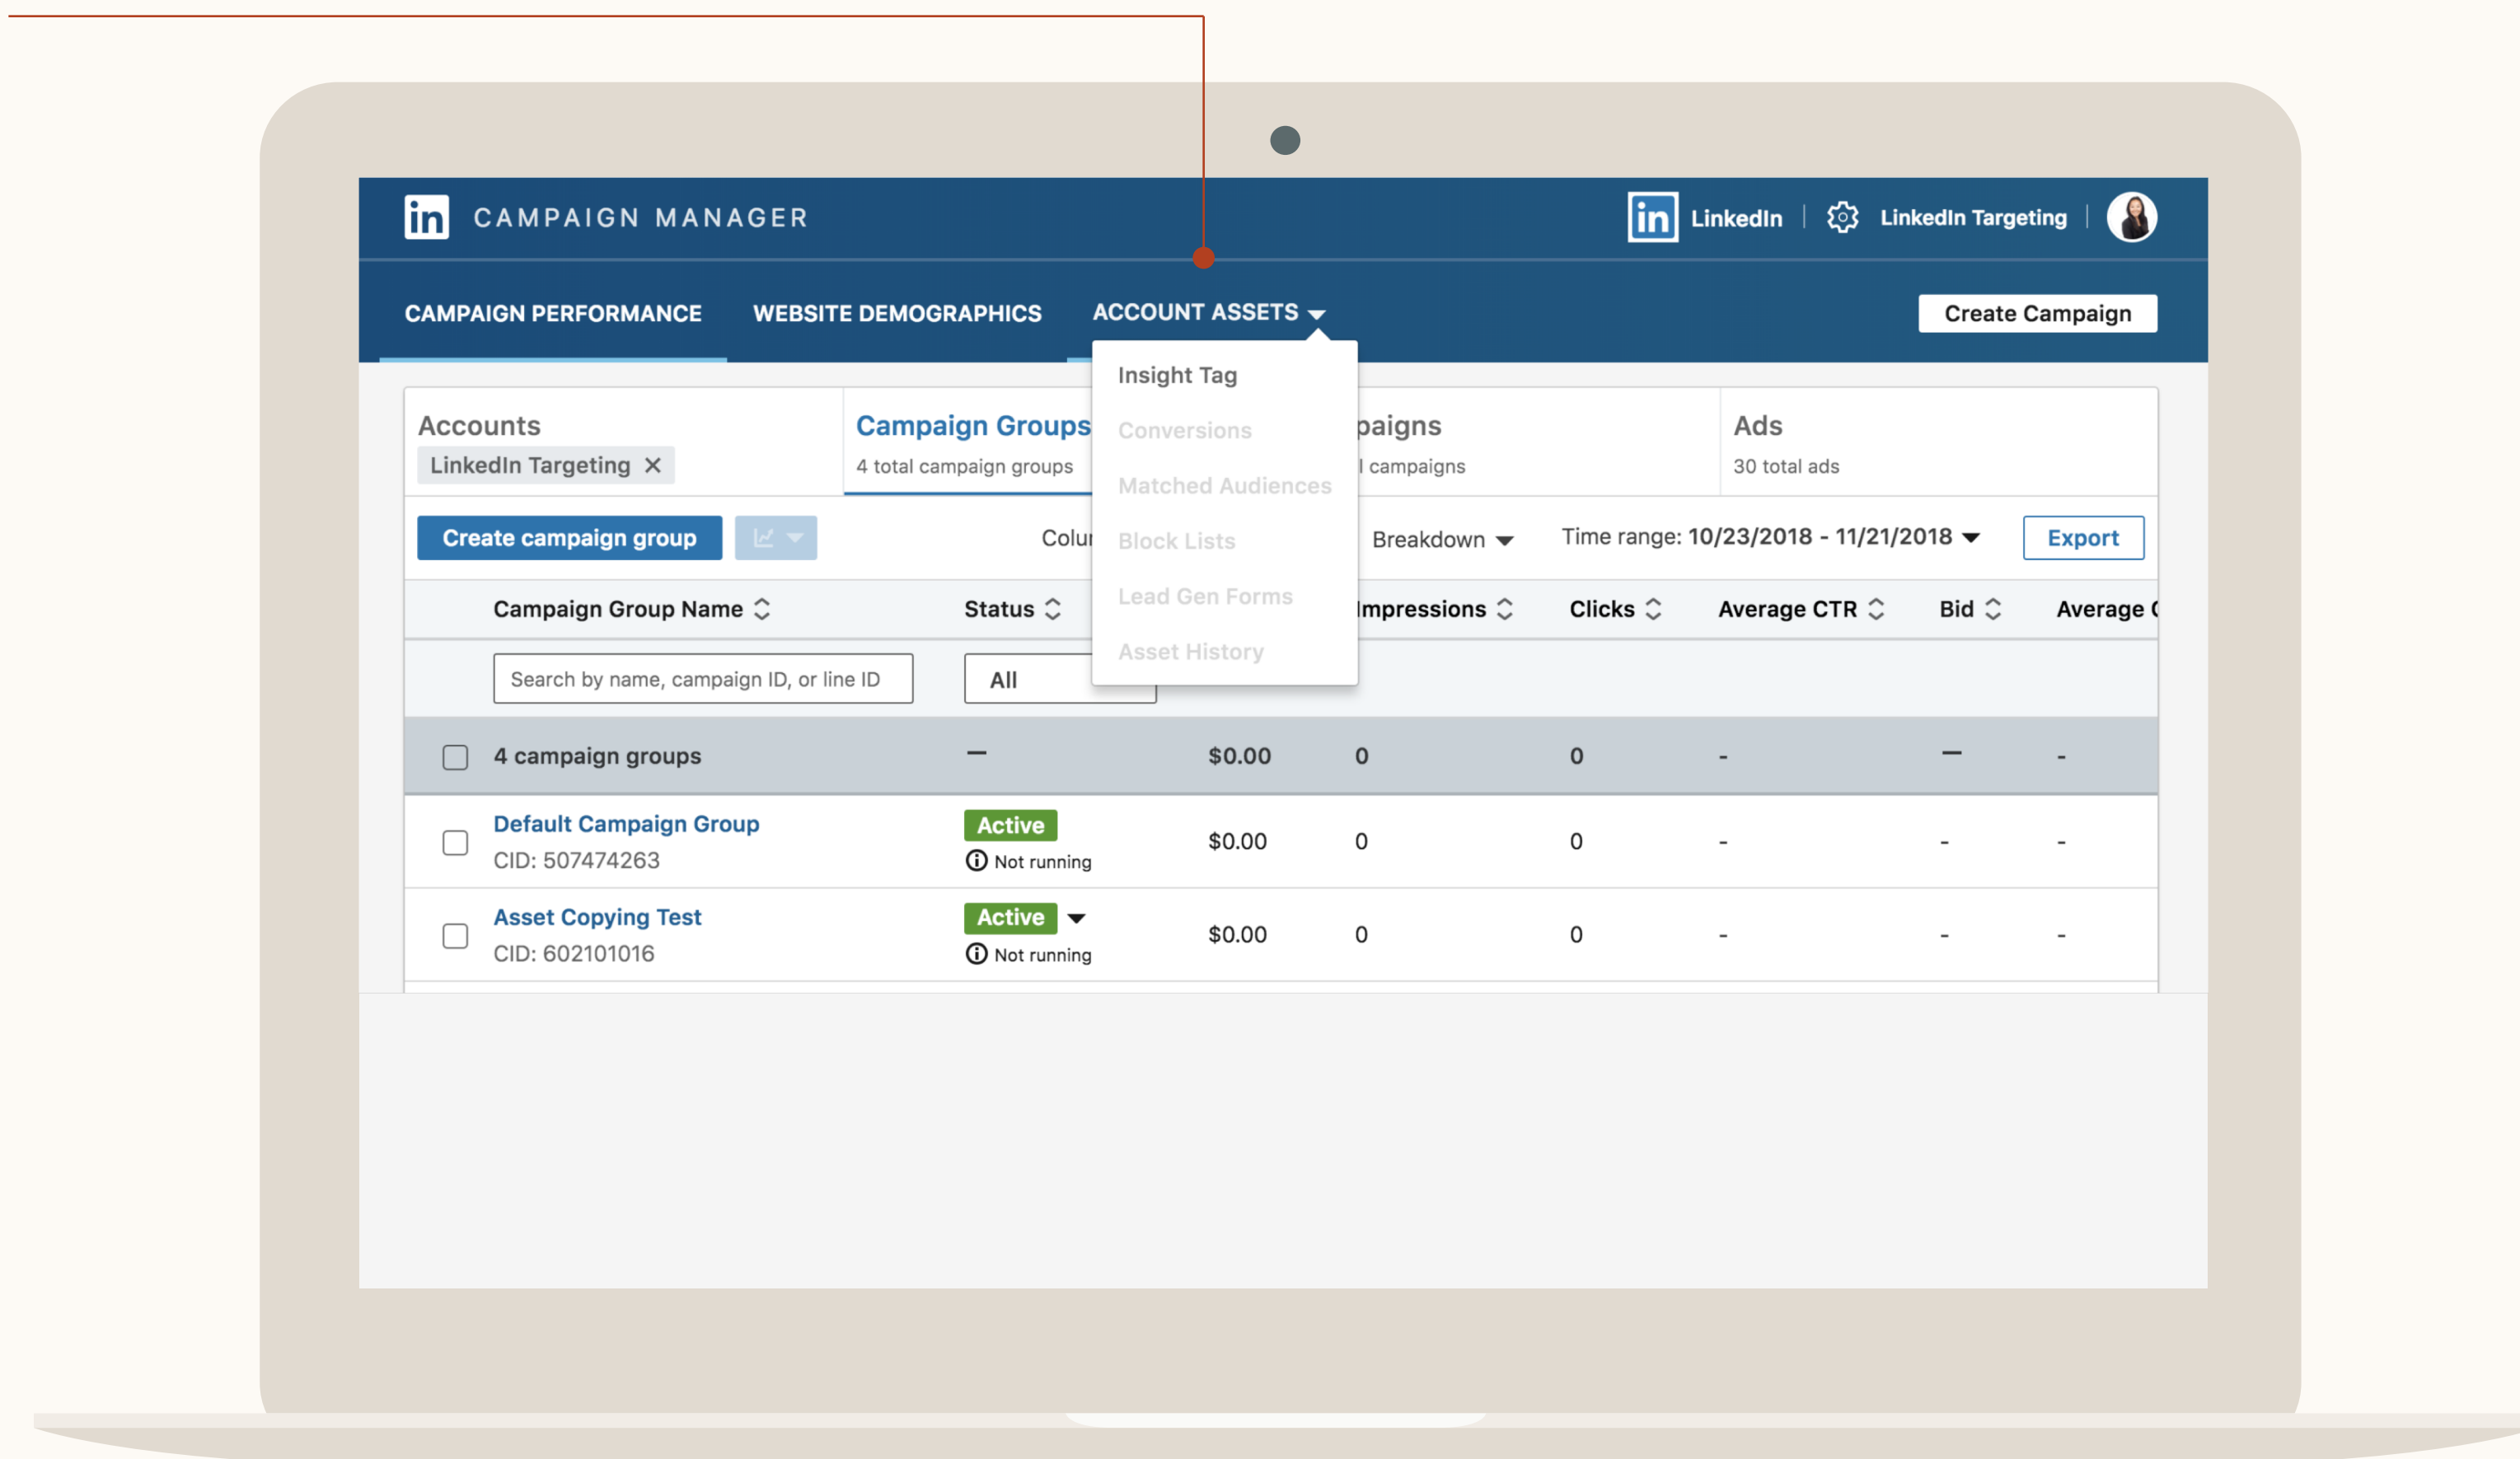 in CAMPAIGN MANAGER
in LinkedIn LinkedIn Targeting
CAMPAIGN PERFORMANCE WEBSITE DEMOGRAPHICS ACCOUNT ASSETS Create Campaign
Insight Tag
Conversions
Matched Audiences
Block Lists
Lead Gen Forms
Asset History
Accounts Campaign Groups paigns Ads
LinkedIn Targeting 4 total campaign groups campaigns 30 total ads
Create campaign group Colu Breakdown Time range: 10/23/2018 - 11/21/2018 Export
Campaign Group Name Status Impressions Clicks Average CTR Bid Average
Search by name, campaign ID, or line ID All
4 campaign groups – $0.00 0 0 - – -
Default Campaign Group Active
CID: 507474263 Not running $0.00 0 0 - - -
Asset Copying Test Active
CID: 602101016 Not running $0.00 0 0 - - -